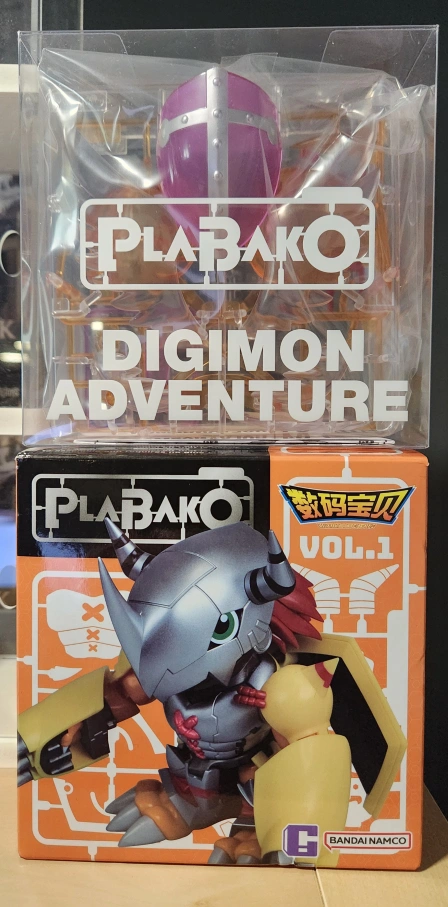 PLABAKO
DIGIMON
ADVENTURE
PLABAKO
数码宝贝
VOL.1
BANDAI NAMCO